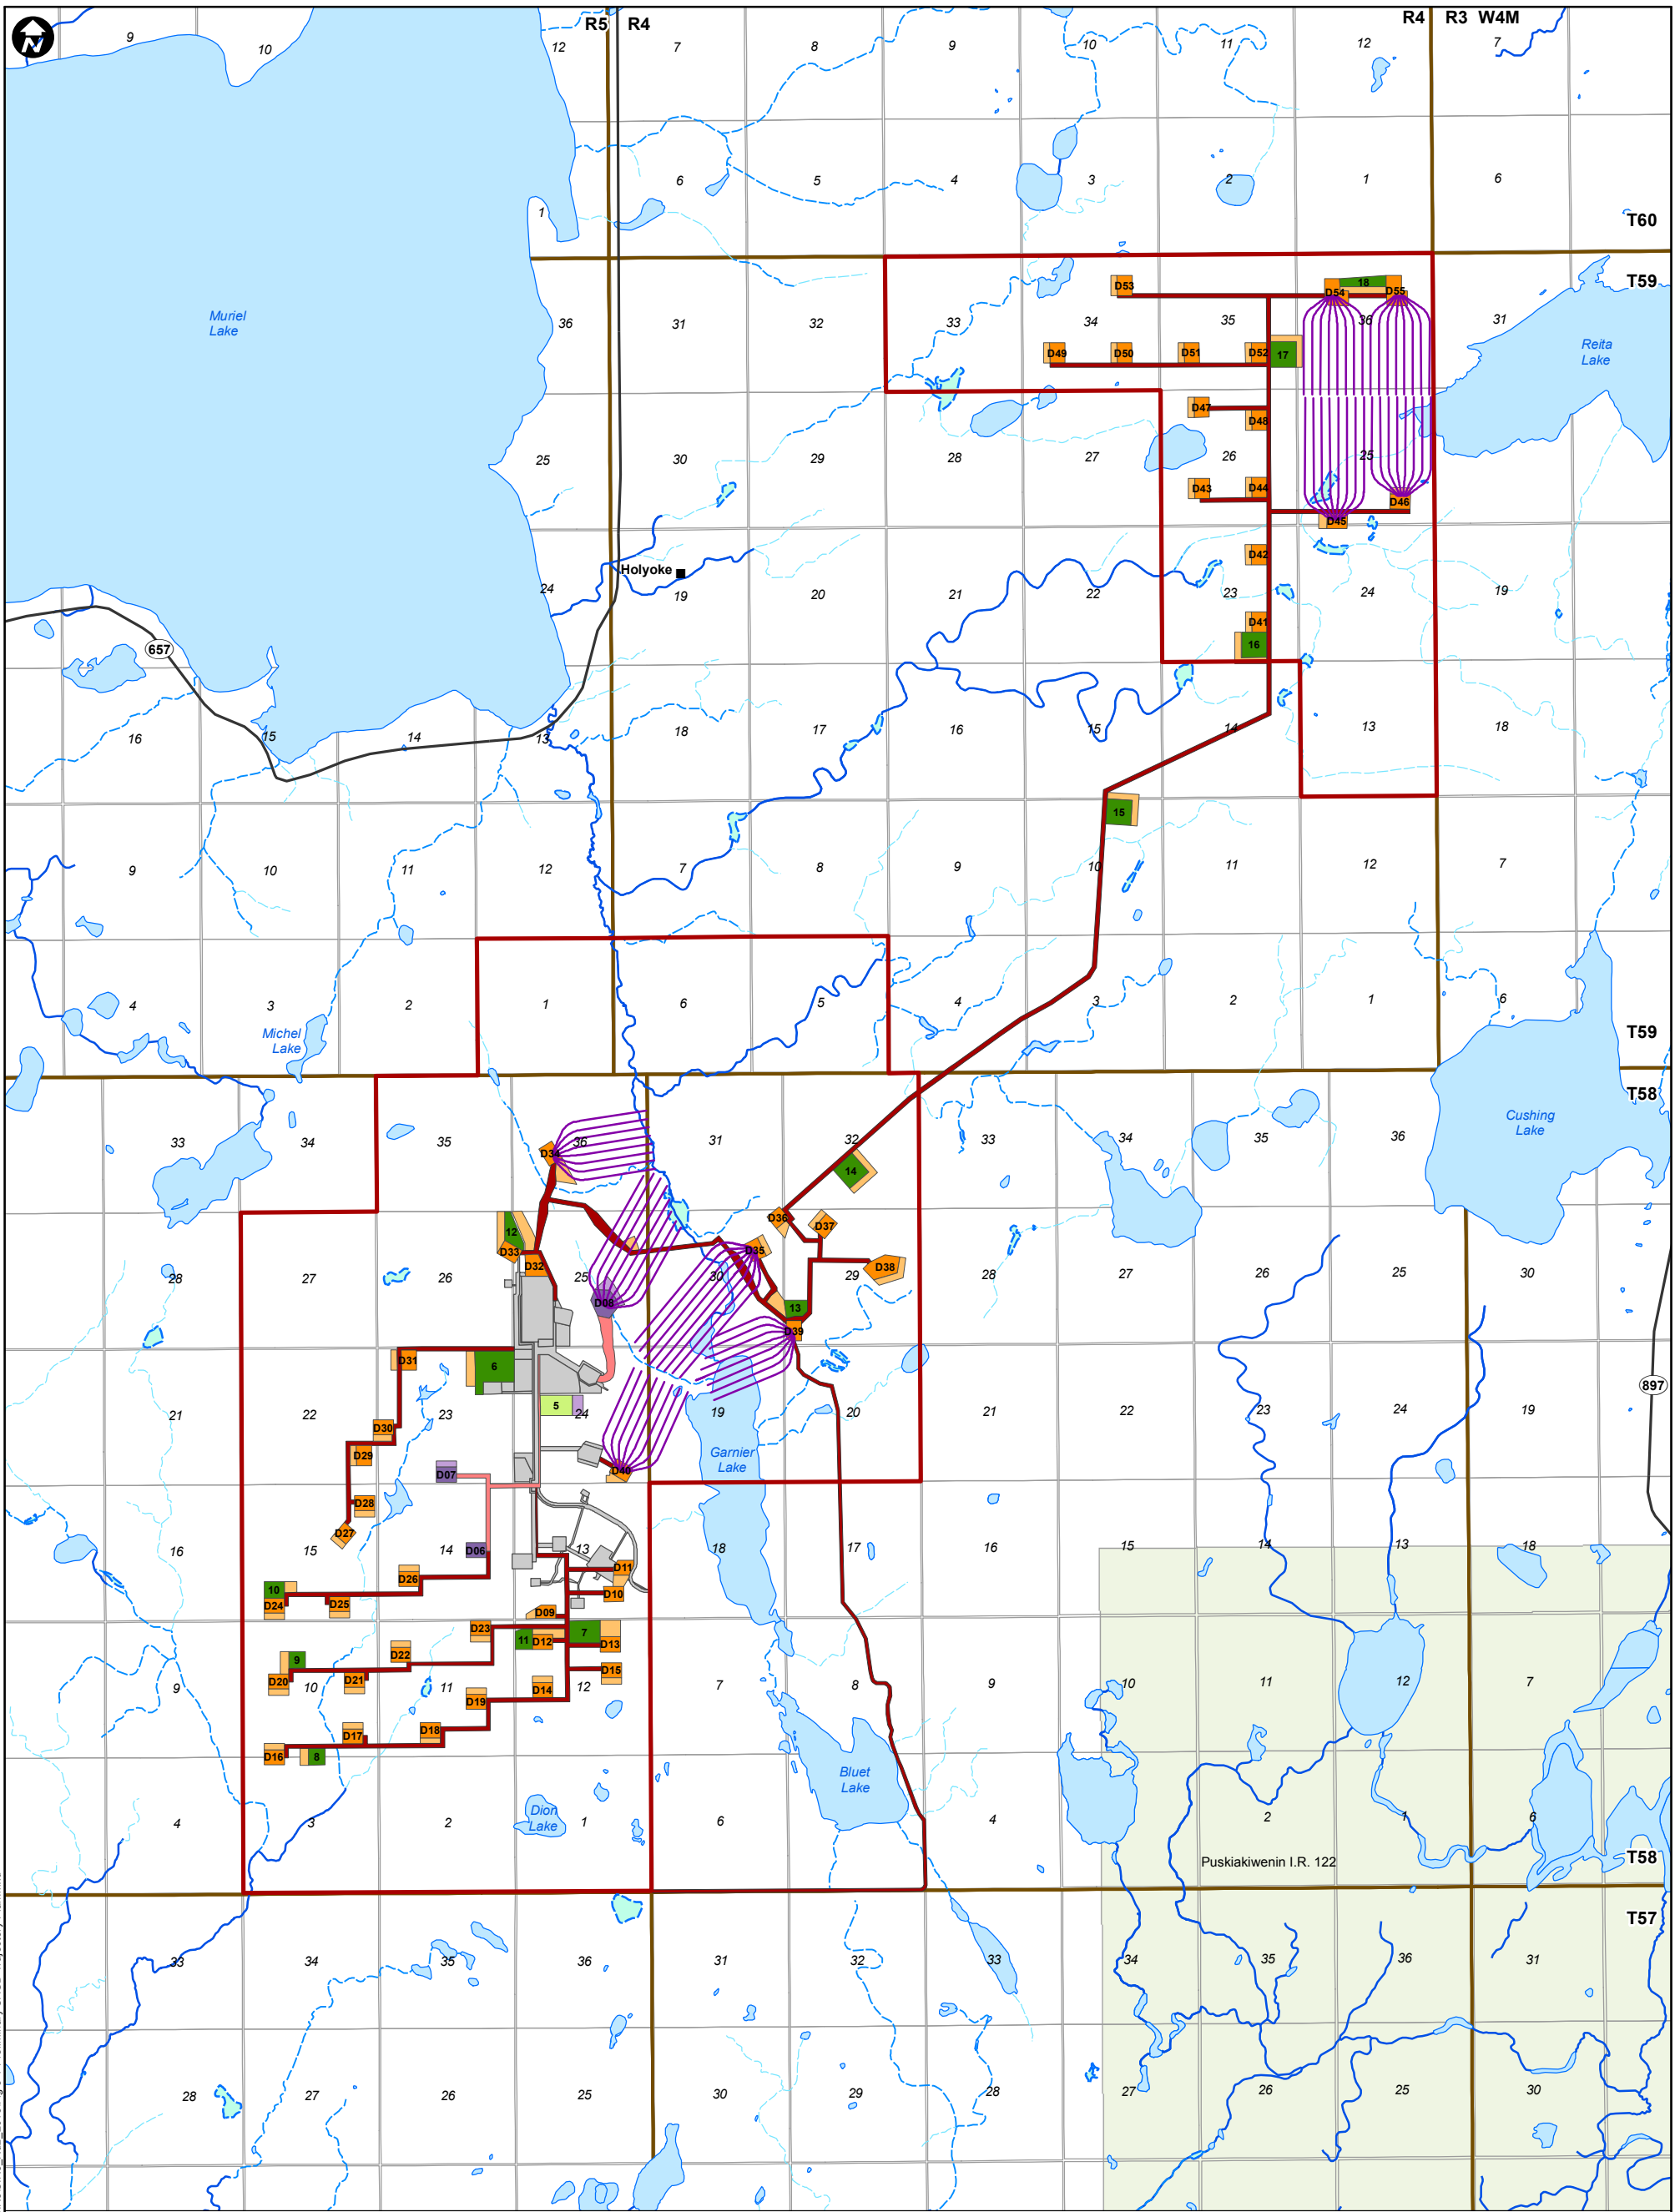 N
R5 R4
R4 R3 W4M
9 10 12 7 8 9 10 11 12 7
1 6 5 4 3 2 1 6
T60
T59
Muriel
Lake
36 31 32 33 34 35 36 31
D53 D54 18 D55
D49 D50 D51 D52 17
Reita
Lake
D47 D48
25 30 29 28 27 26 25
D43 D44 D45 D46
D42
Holyoke
24 19 20 21 22 23 24 19
D41
16
657
16 15 14 13 18 17 16 15 14 13 18
15
9 10 11 12 7 8 9 10 11 12 7
4 3 2 1 6 5 4 3 2 1 6
Michel
Lake
T59
T58
Cushing
Lake
33 34 35 36 31 32 33 34 35 36
D34 14
D36 D37
12
D33 D32 D35 D38
28 27 26 25 30 29 28 27 26 25 30
D08 13 D39
D31 6
5
897
21 22 23 24 19 20 21 22 23 24 19
D30
D29
Garnier
Lake
D07 D40
D28
D27
16 15 14 13 18 17 16 15 14 13 18
D06
D11
D26
10 D10
D24 D25 D09
D23 11 D12 7 D13
D22
9 D15
D20 D21
9 10 11 12 7 8 9 10 11 12 7
D14
D19
D17 D18
D16 8
Bluet
Lake
Dion
Lake
4 3 2 1 6 4 2 1 6
Puskiakiwenin I.R. 122
T58
T57
33 34 35 36 31 32 33 34 35 36 31
28 27 26 25 30 29 28 27 26 25 30